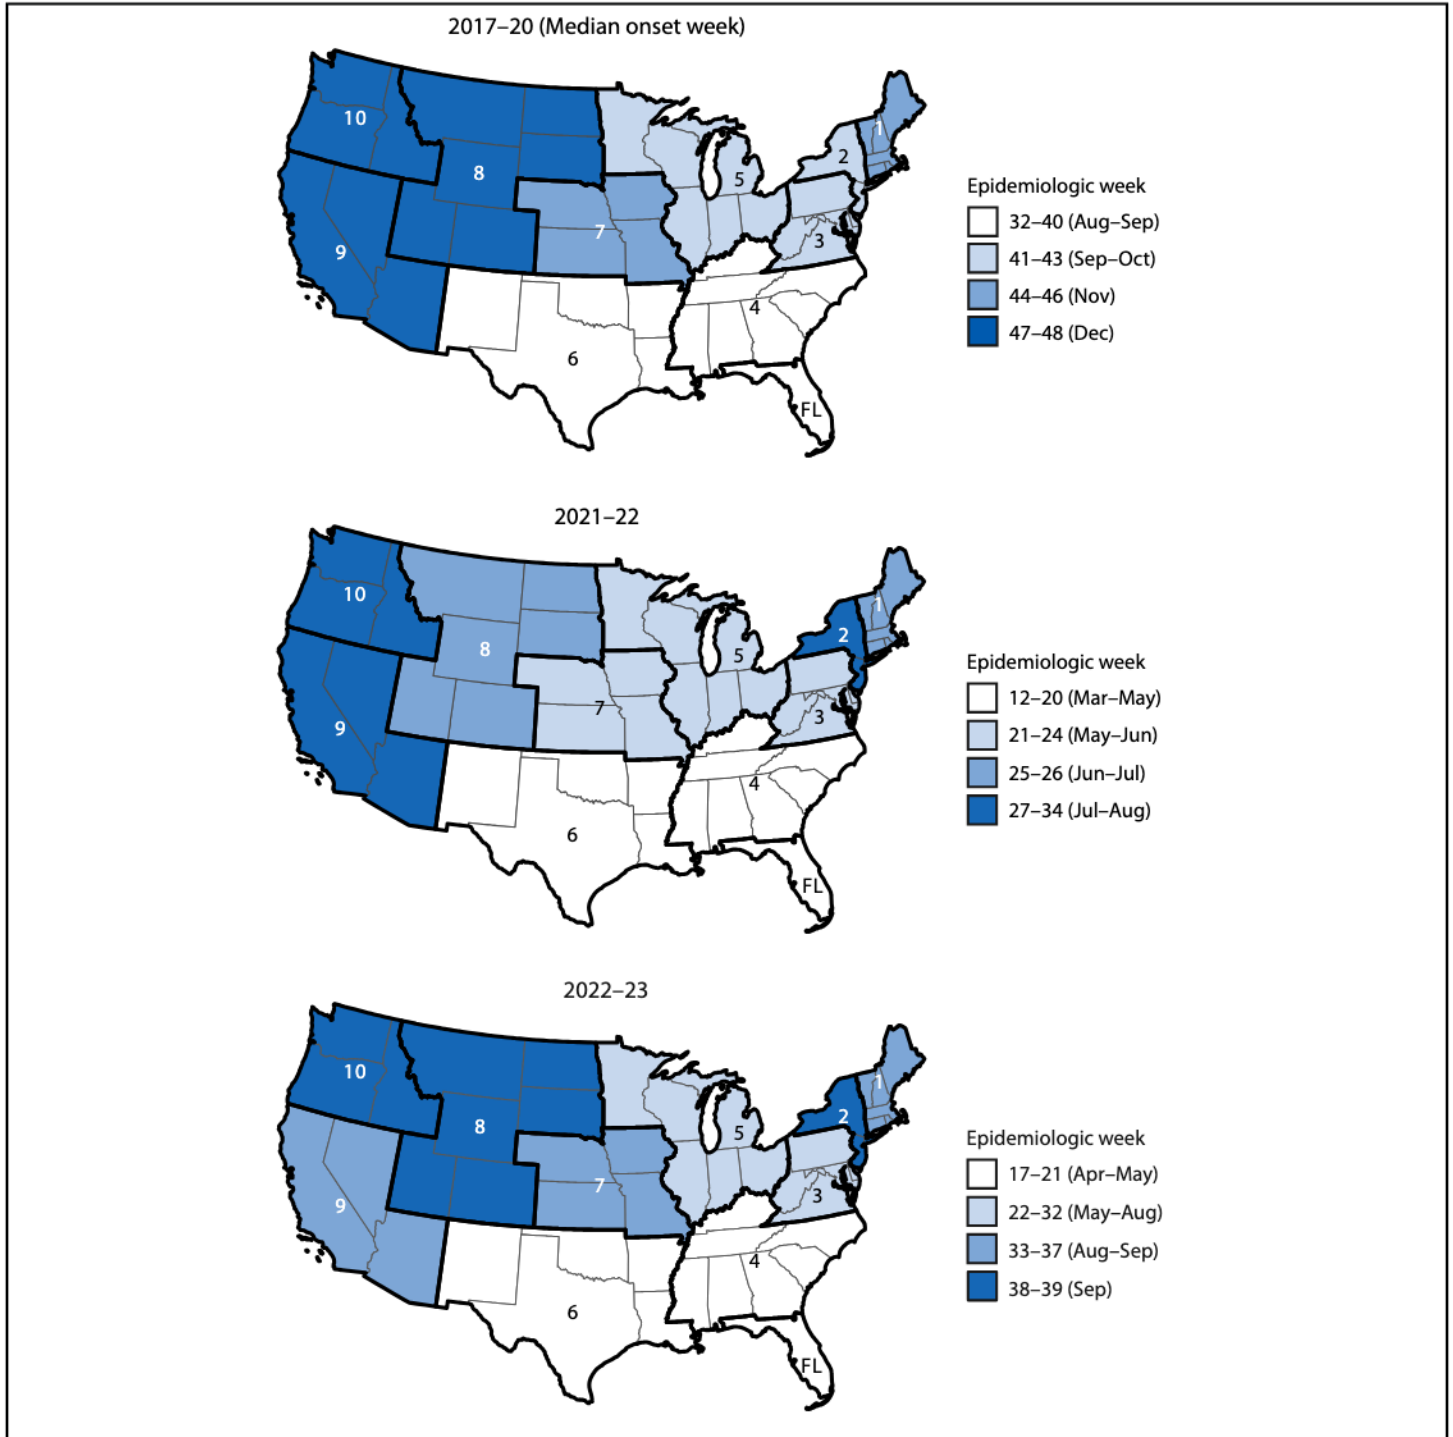 2017–20 (Median onset week)
10
8
9
7
6
5
4
3
2
1
FL
Epidemiologic week
32–40 (Aug–Sep)
41–43 (Sep–Oct)
44–46 (Nov)
47–48 (Dec)
2021–22
10
8
9
7
6
5
4
3
2
1
FL
Epidemiologic week
12–20 (Mar–May)
21–24 (May–Jun)
25–26 (Jun–Jul)
27–34 (Jul–Aug)
2022–23
10
8
9
7
6
5
4
3
2
1
FL
Epidemiologic week
17–21 (Apr–May)
22–32 (May–Aug)
33–37 (Aug–Sep)
38–39 (Sep)